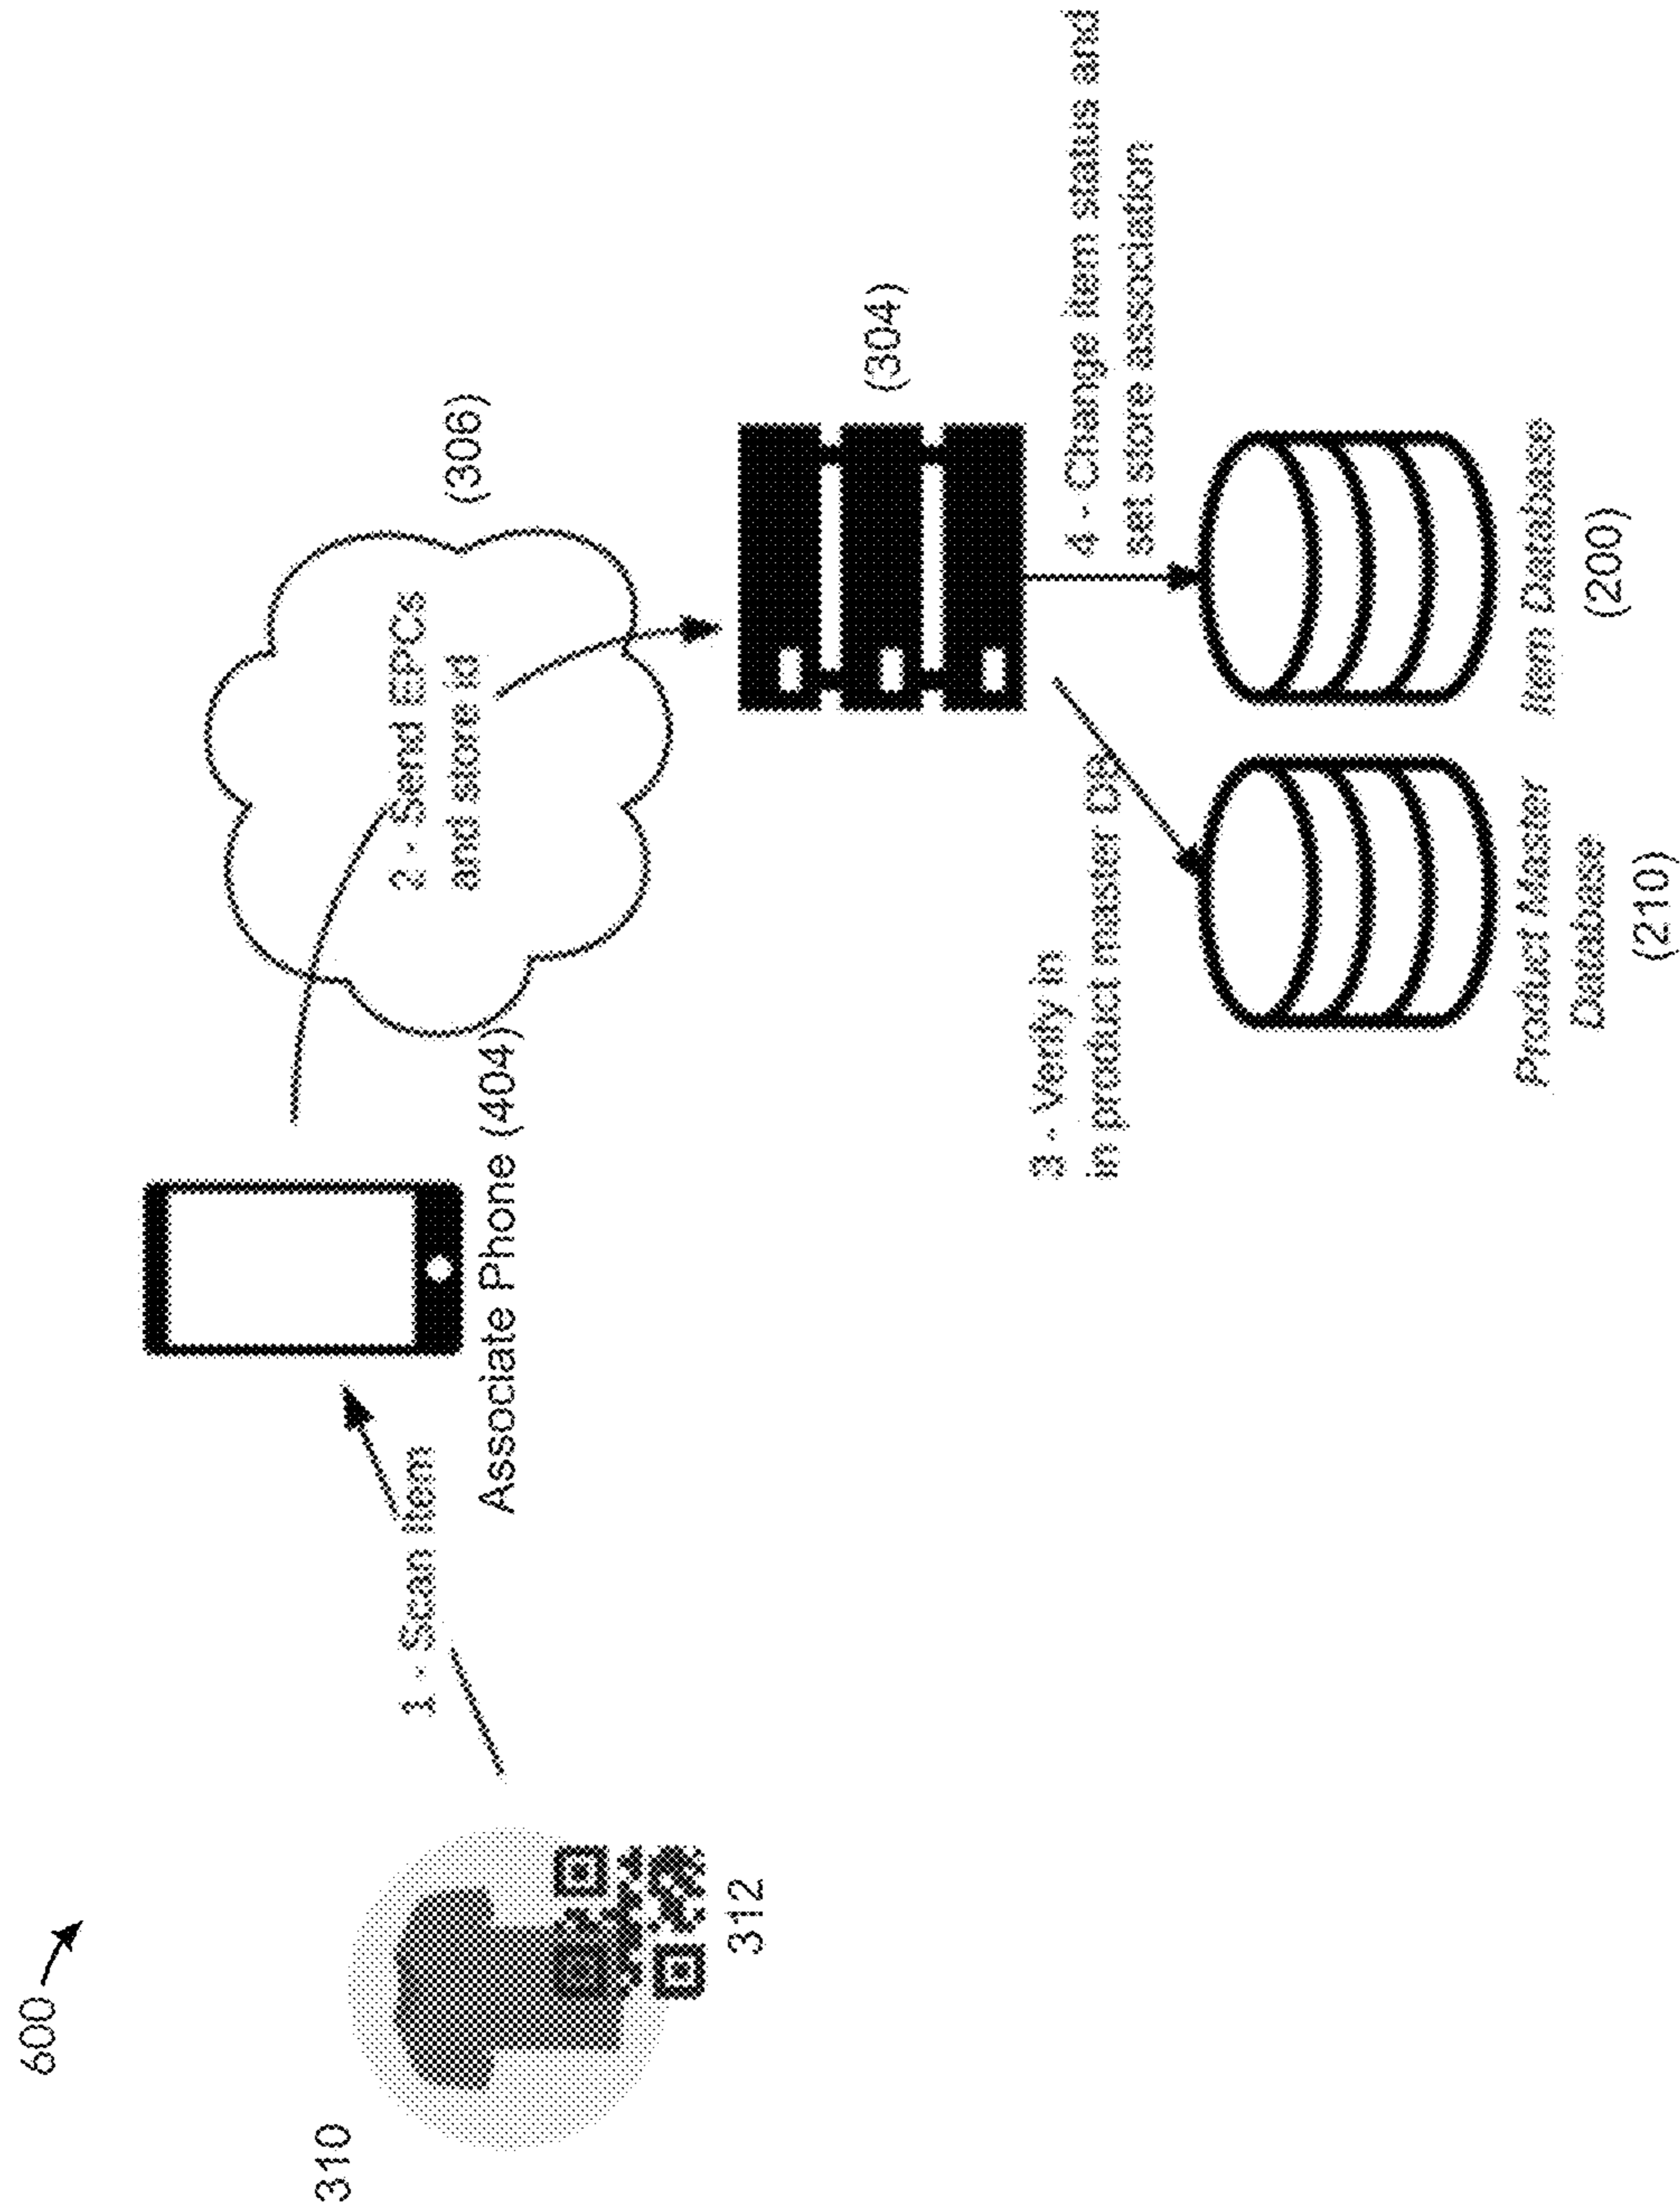 600
310
312
1 - Scan item
Associate Phone (404)
2 - Send EPCs
and store id
(306)
(304)
3 - Verify in
in product master DB
4 - Change item status and
set store association
Product Master
Database
(210)
Item Database
(200)